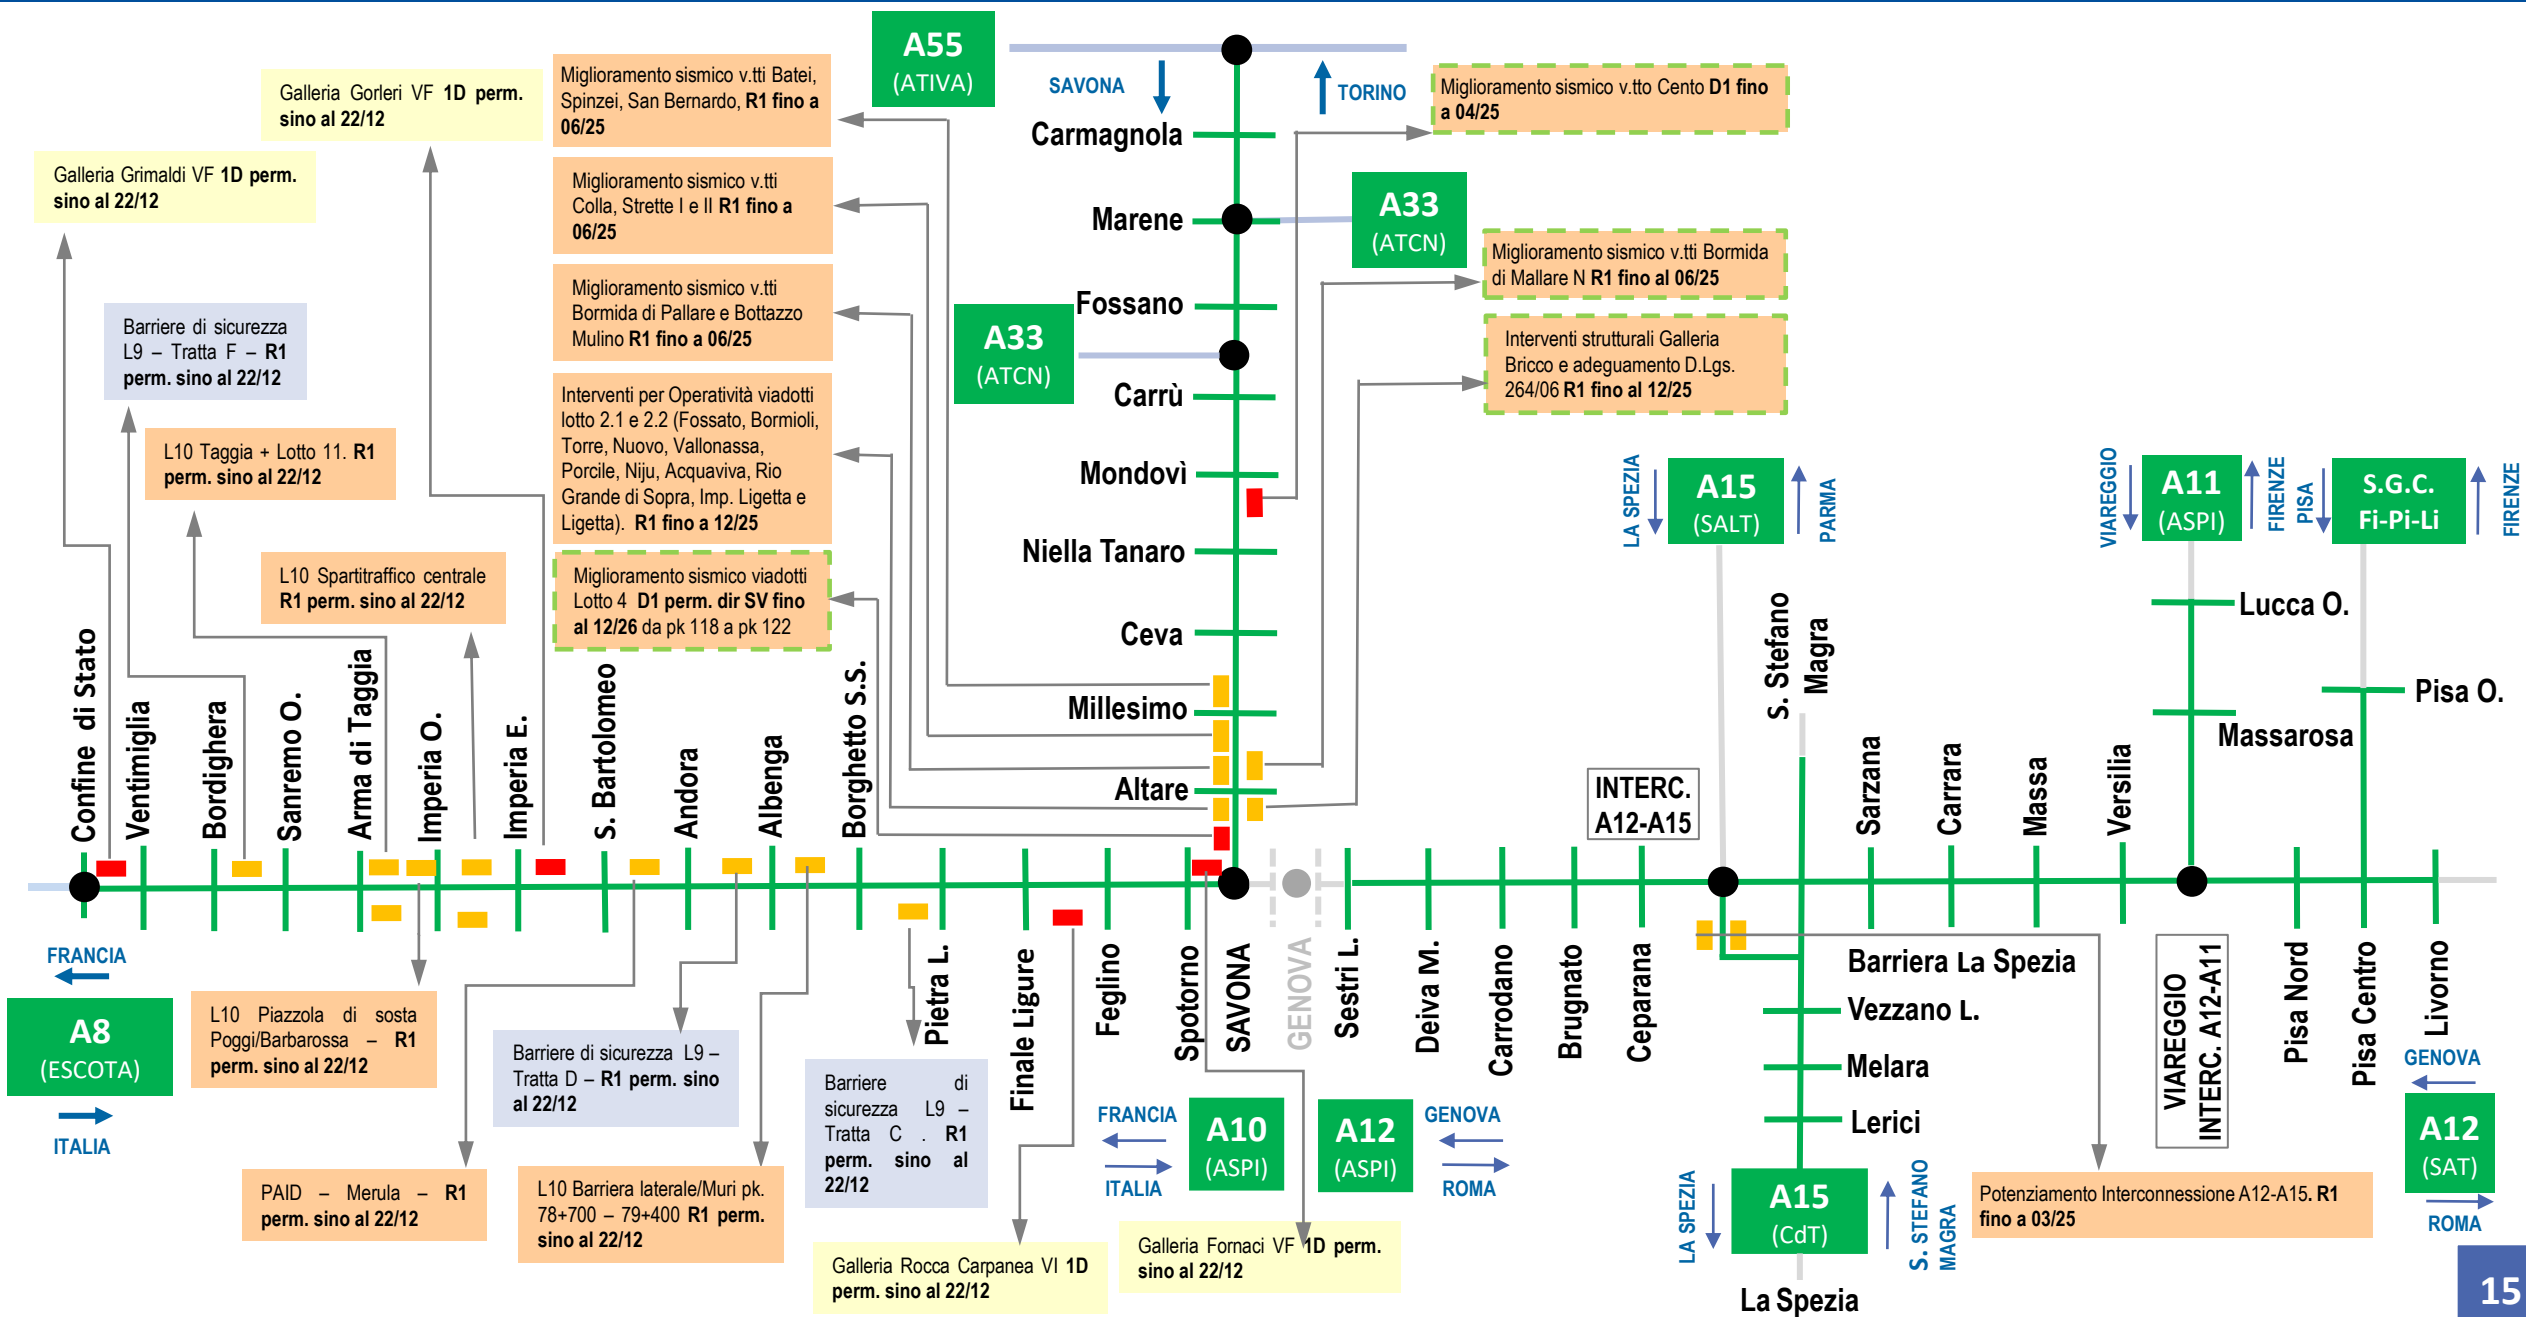 A55
(ATIVA)
SAVONA
TORINO
Galleria Gorleri VF 1D perm.
sino al 22/12
Miglioramento sismico v.tti Batei,
Spinzei, San Bernardo, R1 fino a
06/25
Miglioramento sismico v.tto Cento D1 fino
a 04/25
Galleria Grimaldi VF 1D perm.
sino al 22/12
Miglioramento sismico v.tti
Colla, Strette I e II R1 fino a
06/25
Carmagnola
Marene
A33
(ATCN)
Miglioramento sismico v.tti Bormida
di Mallare N R1 fino al 06/25
Miglioramento sismico v.tti
Bormida di Pallare e Bottazzo
Mulino R1 fino a 06/25
Fossano
A33
(ATCN)
Barriere di sicurezza
L9 – Tratta F – R1
perm. sino al 22/12
Interventi strutturali Galleria
Bricco e adeguamento D.Lgs.
264/06 R1 fino al 12/25
Carrù
Interventi per Operatività viadotti
lotto 2.1 e 2.2 (Fossato, Bormioli,
Torre, Nuovo, Vallonassa,
Porcile, Niju, Acquaviva, Rio
Grande di Sopra, Imp. Ligetta e
Ligetta). R1 fino a 12/25
L10 Taggia + Lotto 11. R1
perm. sino al 22/12
Mondovì
LA SPEZIA
A15
(SALT)
PARMA
VIAREGGIO
A11
(ASPI)
FIRENZE
PISA
S.G.C.
Fi-Pi-Li
FIRENZE
Niella Tanaro
L10 Spartitraffico centrale
R1 perm. sino al 22/12
Miglioramento sismico viadotti
Lotto 4 D1 perm. dir SV fino
al 12/26 da pk 118 a pk 122
Ceva
Lucca O.
Pisa O.
Millesimo
Massarosa
Altare
INTERC.
A12-A15
Confine di Stato
Ventimiglia
Bordighera
Sanremo O.
Arma di Taggia
Imperia O.
Imperia E.
S. Bartolomeo
Andora
Albenga
Borghetto S.S.
S. Stefano
Magra
Sarzana
Carrara
Massa
Versilia
FRANCIA
A8
(ESCOTA)
ITALIA
Pietra L.
Finale Ligure
Feglino
Spotorno
SAVONA
GENOVA
Sestri L.
Deiva M.
Carrodano
Brugnato
Ceparana
Barriera La Spezia
Vezzano L.
Melara
Lerici
VIAREGGIO
INTERC. A12-A11
Pisa Nord
Pisa Centro
Livorno
L10 Piazzola di sosta
Poggi/Barbarossa – R1
perm. sino al 22/12
Barriere di sicurezza L9 –
Tratta D – R1 perm. sino
al 22/12
Barriere di
sicurezza L9 –
Tratta C . R1
perm. sino al
22/12
FRANCIA
ITALIA
A10
(ASPI)
A12
(ASPI)
GENOVA
ROMA
GENOVA
A12
(SAT)
ROMA
PAID – Merula – R1
perm. sino al 22/12
L10 Barriera laterale/Muri pk.
78+700 – 79+400 R1 perm.
sino al 22/12
LA SPEZIA
A15
(CdT)
S. STEFANO
MAGRA
La Spezia
Potenziamento Interconnessione A12-A15. R1
fino a 03/25
Galleria Rocca Carpanea VI 1D
perm. sino al 22/12
Galleria Fornaci VF 1D perm.
sino al 22/12
15